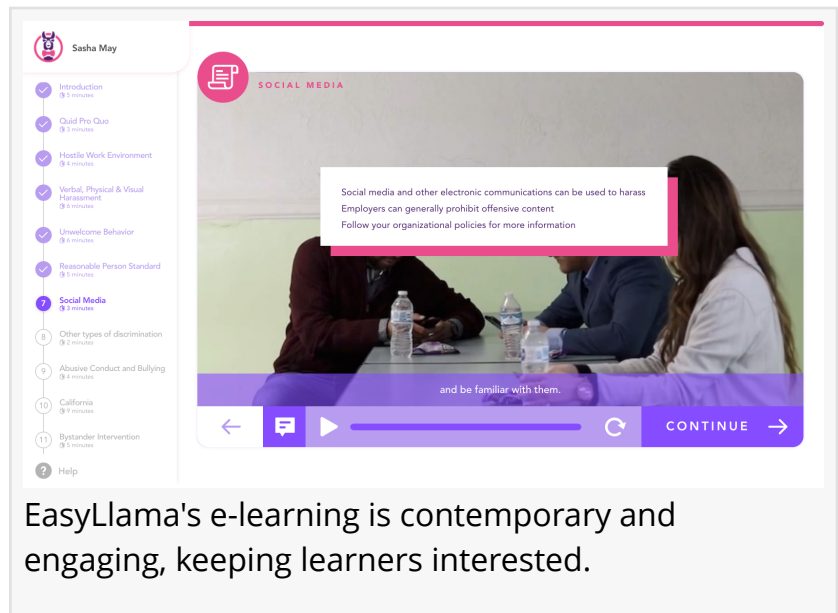 Sasha May
Introduction
5 minutes
Quid Pro Quo
3 minutes
Hostile Work Environment
4 minutes
Verbal, Physical & Visual
Harassment
6 minutes
Unwelcome Behavior
6 minutes
Reasonable Person Standard
5 minutes
7
Social Media
3 minutes
8
Other types of discrimination
2 minutes
9
Abusive Conduct and Bullying
4 minutes
10
California
9 minutes
11
Bystander Intervention
5 minutes
? Help
SOCIAL MEDIA
Social media and other electronic communications can be used to harass
Employers can generally prohibit offensive content
Follow your organizational policies for more information
and be familiar with them.
CONTINUE
EasyLlama's e-learning is contemporary and
engaging, keeping learners interested.